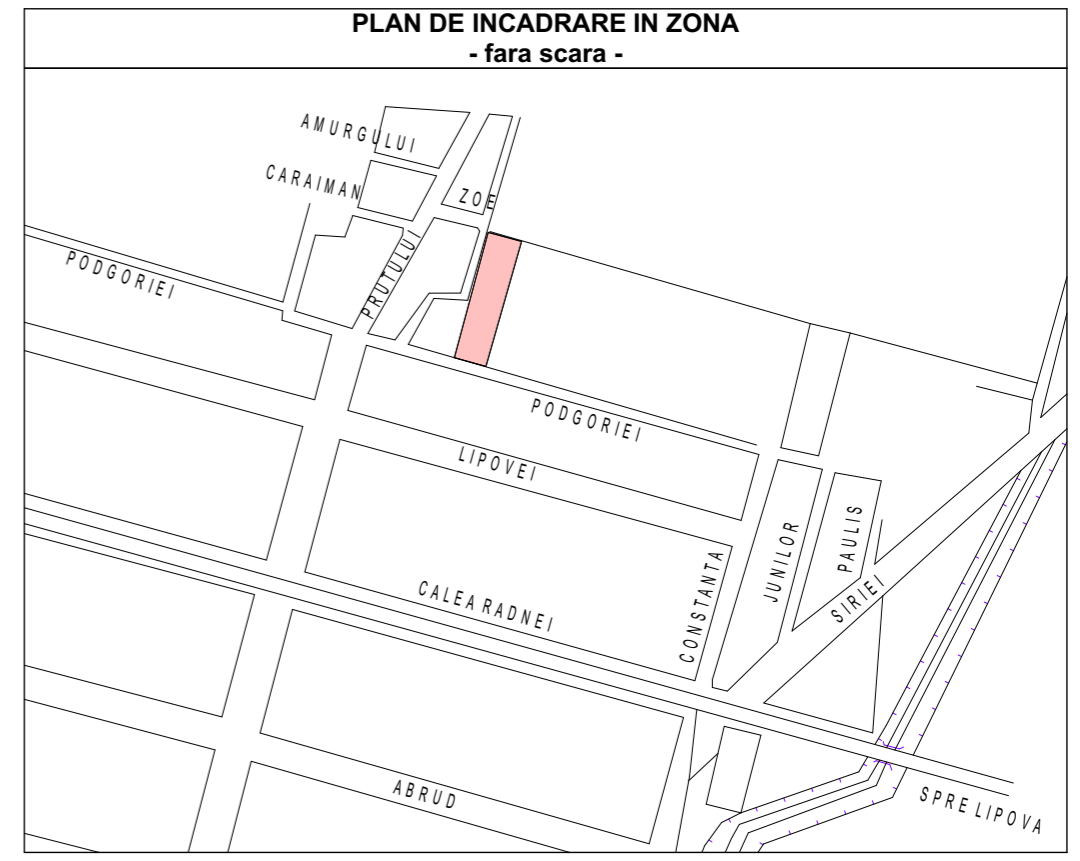 PLAN DE INCADRARE IN ZONA
- fara scara -
AMURGULUI
CARAIMAN
ZOE
PRUTULUI
PODGORIEI
PODGORIEI
LIPOVEI
CALEA RADNEI
CONSTANTA
JUNILOR
PAULIS
SIRIEI
ABRUD
SPRE LIPOVA